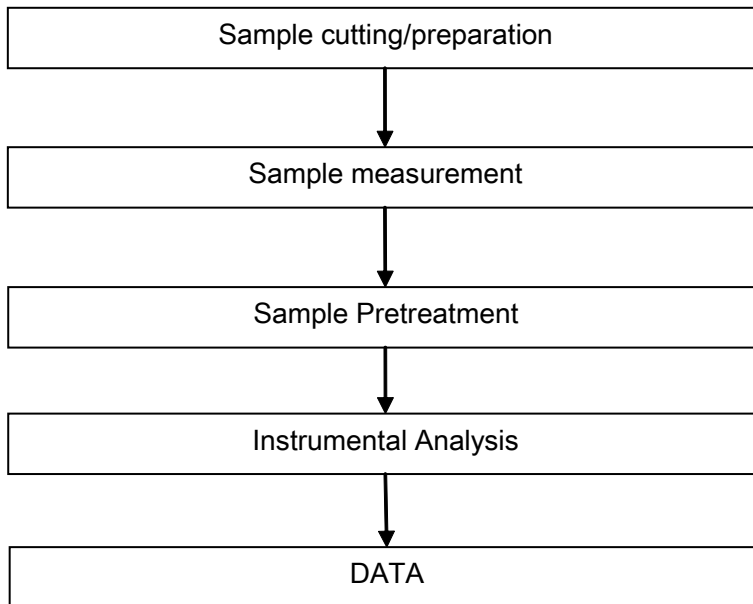 Sample cutting/preparation
Sample measurement
Sample Pretreatment
Instrumental Analysis
DATA